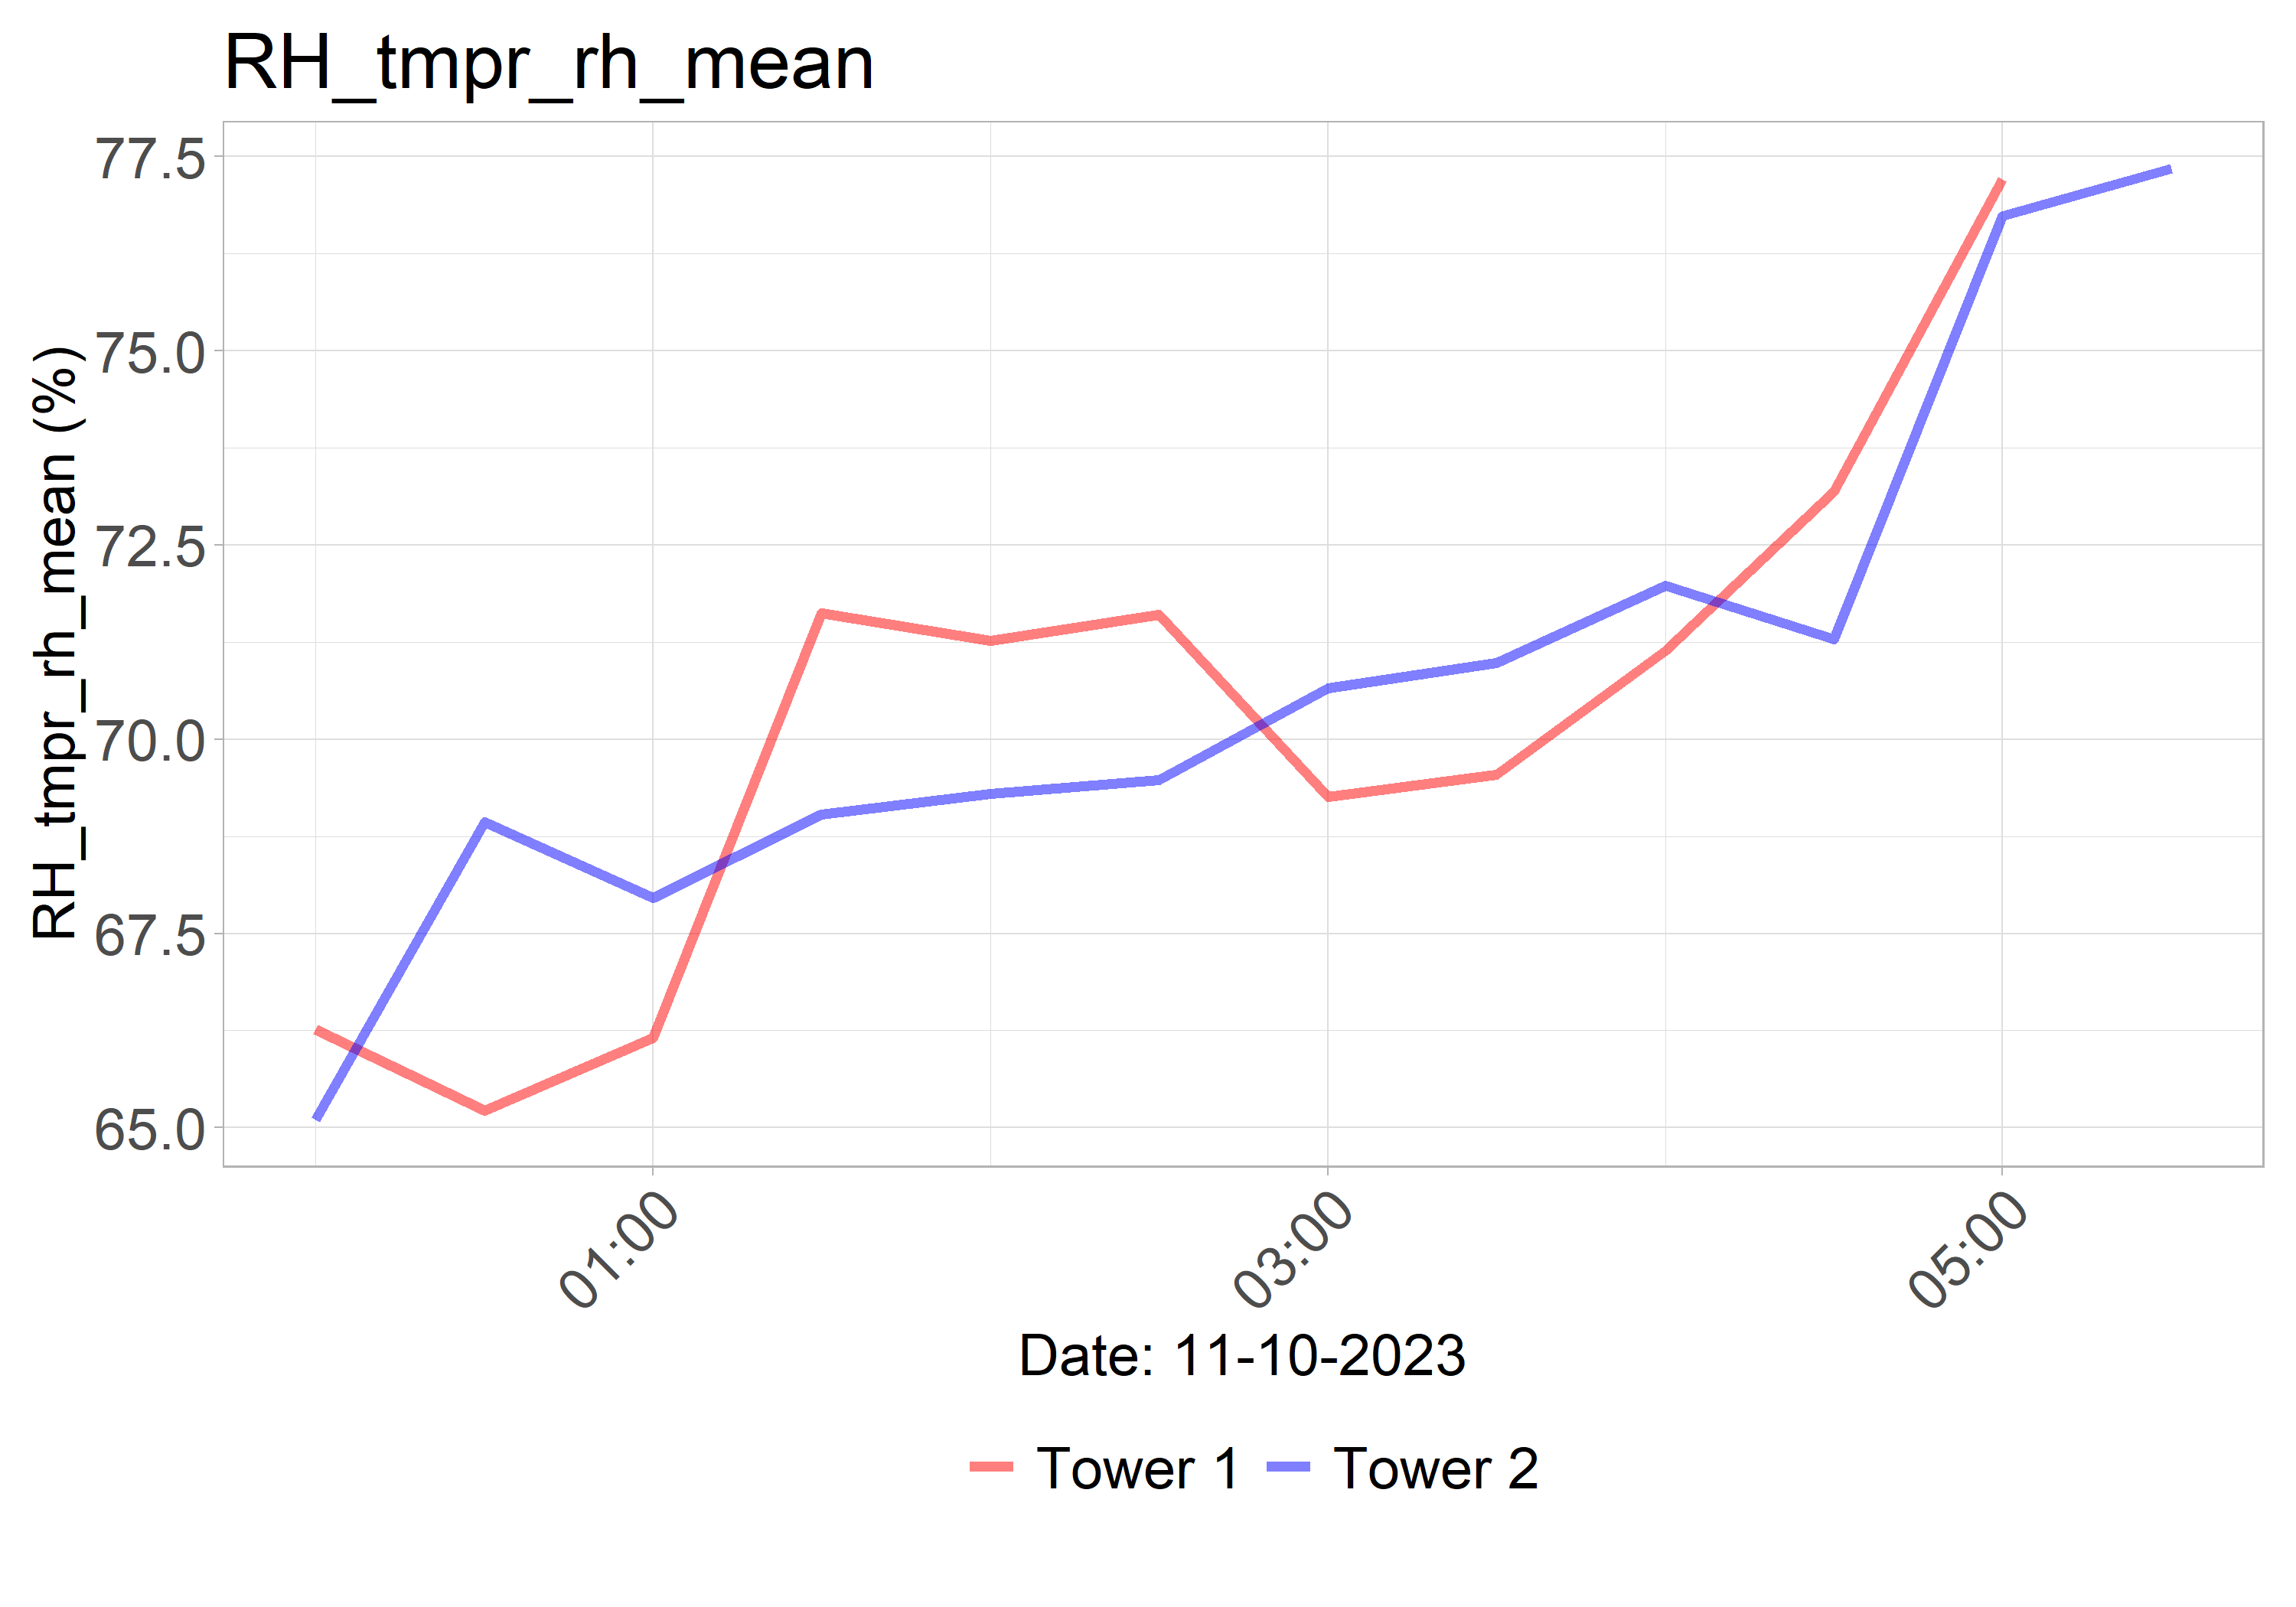 RH_tmpr_rh_mean
RH_tmpr_rh_mean (%)
77.5
75.0
72.5
70.0
67.5
65.0
01:00
03:00
05:00
Date: 11-10-2023
Tower 1
Tower 2